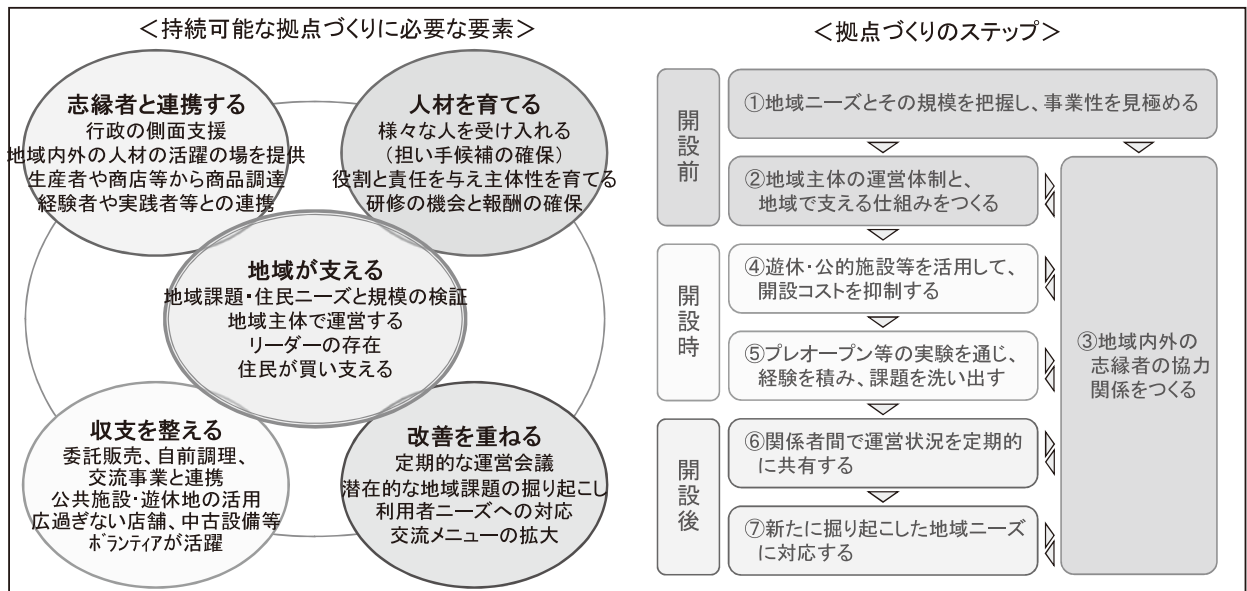 ＜持続可能な拠点づくりに必要な要素＞
志縁者と連携する
行政の側面支援
地域内外の人材の活躍の場を提供
生産者や商店等から商品調達
経験者や実践者等との連携
人材を育てる
様々な人を受け入れる
（担い手候補の確保）
役割と責任を与え主体性を育てる
研修の機会と報酬の確保
地域が支える
地域課題・住民ニーズと規模の検証
地域主体で運営する
リーダーの存在
住民が買い支える
収支を整える
委託販売、自前調理、
交流事業と連携
公共施設・遊休地の活用
広過ぎない店舗、中古設備等
ボランティアが活躍
改善を重ねる
定期的な運営会議
潜在的な地域課題の掘り起こし
利用者ニーズへの対応
交流メニューの拡大
＜拠点づくりのステップ＞
開設前
①地域ニーズとその規模を把握し、事業性を見極める
②地域主体の運営体制と、
地域で支える仕組みをつくる
③地域内外の
志縁者の協力
関係をつくる
開設時
④遊休・公的施設等を活用して、
開設コストを抑制する
⑤プレオープン等の実験を通じ、
経験を積み、課題を洗い出す
開設後
⑥関係者間で運営状況を定期的
に共有する
⑦新たに掘り起こした地域ニーズ
に対応する